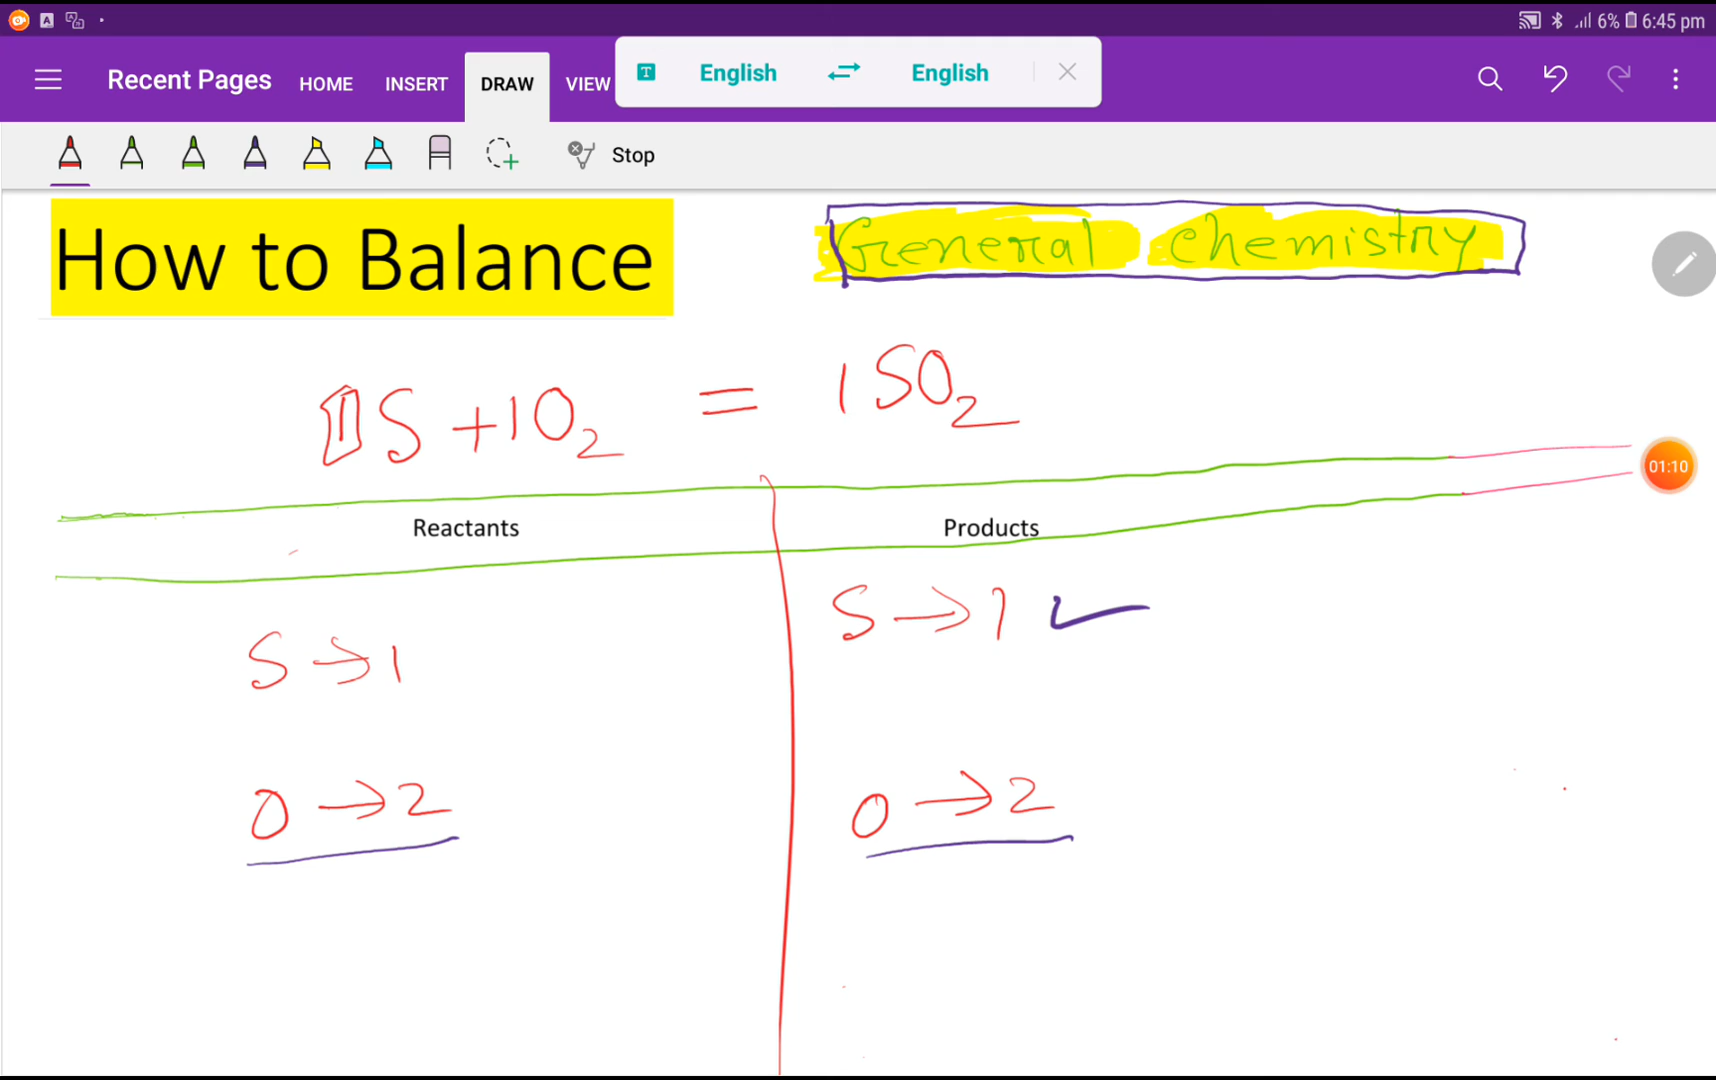 6% 6:45 pm
Recent Pages HOME INSERT DRAW VIEW English English
Stop
How to Balance General chemistry
1S + 1O₂ = 1SO₂
01:10
Reactants Products
S → 1 ✓
S → 1
O → 2 O → 2